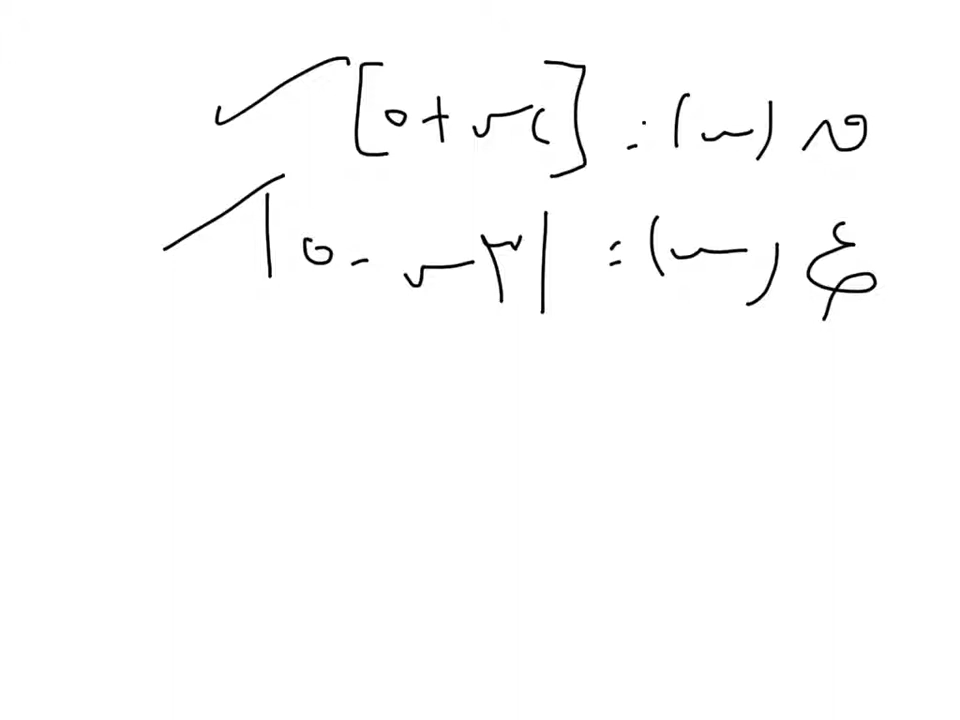 ق(س) = [٢س + ٥]
ع(س) = |٣س - ٥|